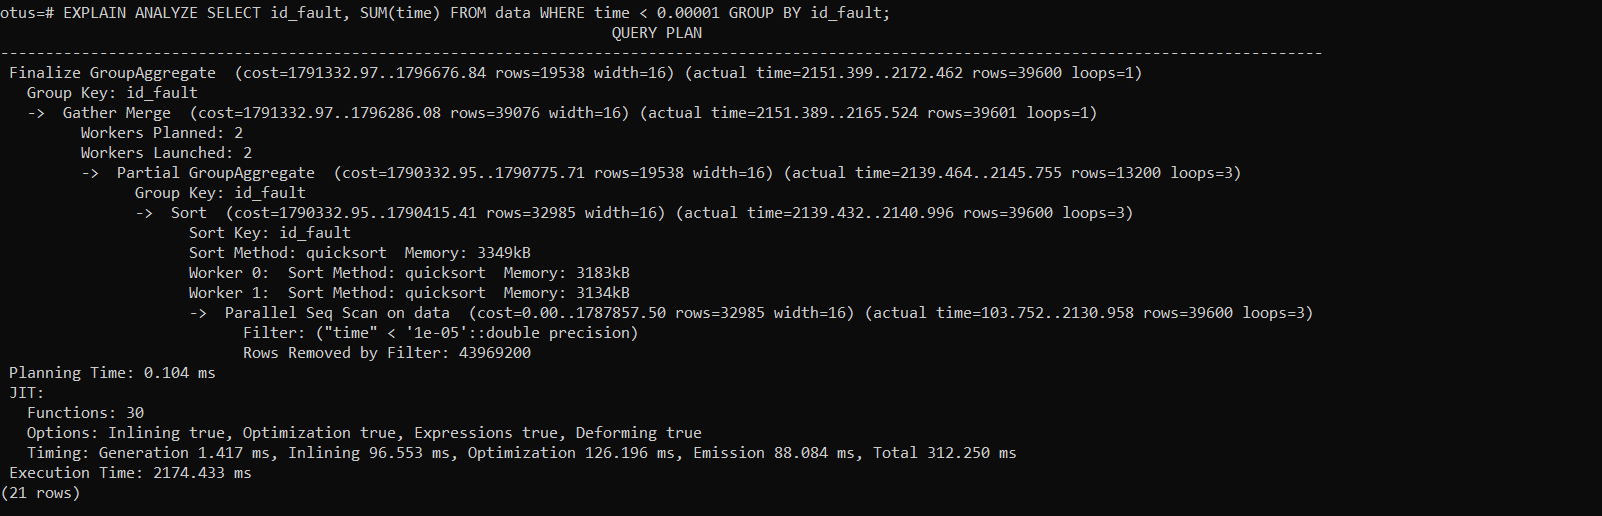 otus=# EXPLAIN ANALYZE SELECT id_fault, SUM(time) FROM data WHERE time < 0.00001 GROUP BY id_fault;
QUERY PLAN
---------------------------------------------------------------------------------------------------------------------------------------------------
Finalize GroupAggregate  (cost=1791332.97..1796676.84 rows=19538 width=16) (actual time=2151.399..2172.462 rows=39600 loops=1)
Group Key: id_fault
->  Gather Merge  (cost=1791332.97..1796286.08 rows=39076 width=16) (actual time=2151.389..2165.524 rows=39601 loops=1)
Workers Planned: 2
Workers Launched: 2
->  Partial GroupAggregate  (cost=1790332.95..1790775.71 rows=19538 width=16) (actual time=2139.464..2145.755 rows=13200 loops=3)
Group Key: id_fault
->  Sort  (cost=1790332.95..1790415.41 rows=32985 width=16) (actual time=2139.432..2140.996 rows=39600 loops=3)
Sort Key: id_fault
Sort Method: quicksort  Memory: 3349kB
Worker 0:  Sort Method: quicksort  Memory: 3183kB
Worker 1:  Sort Method: quicksort  Memory: 3134kB
->  Parallel Seq Scan on data  (cost=0.00..1787857.50 rows=32985 width=16) (actual time=103.752..2130.958 rows=39600 loops=3)
Filter: ("time" < '1e-05'::double precision)
Rows Removed by Filter: 43969200
Planning Time: 0.104 ms
JIT:
Functions: 30
Options: Inlining true, Optimization true, Expressions true, Deforming true
Timing: Generation 1.417 ms, Inlining 96.553 ms, Optimization 126.196 ms, Emission 88.084 ms, Total 312.250 ms
Execution Time: 2174.433 ms
(21 rows)